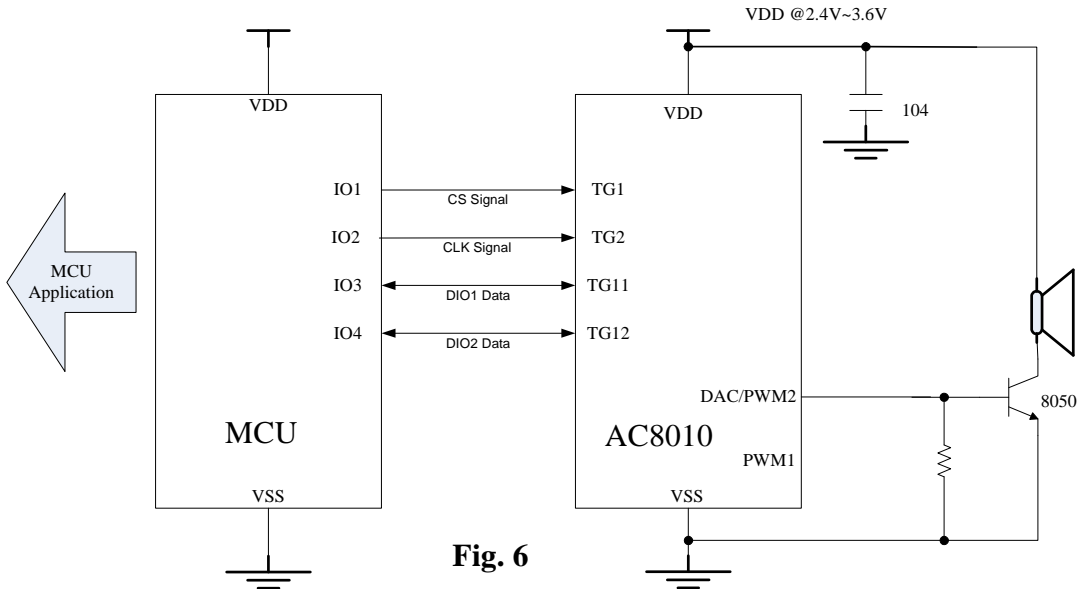 VDD @2.4V~3.6V
VDD
VDD
104
IO1
CS Signal
TG1
IO2
CLK Signal
TG2
MCU
Application
IO3
DIO1 Data
TG11
IO4
DIO2 Data
TG12
DAC/PWM2
8050
MCU
AC8010
PWM1
VSS
VSS
Fig. 6